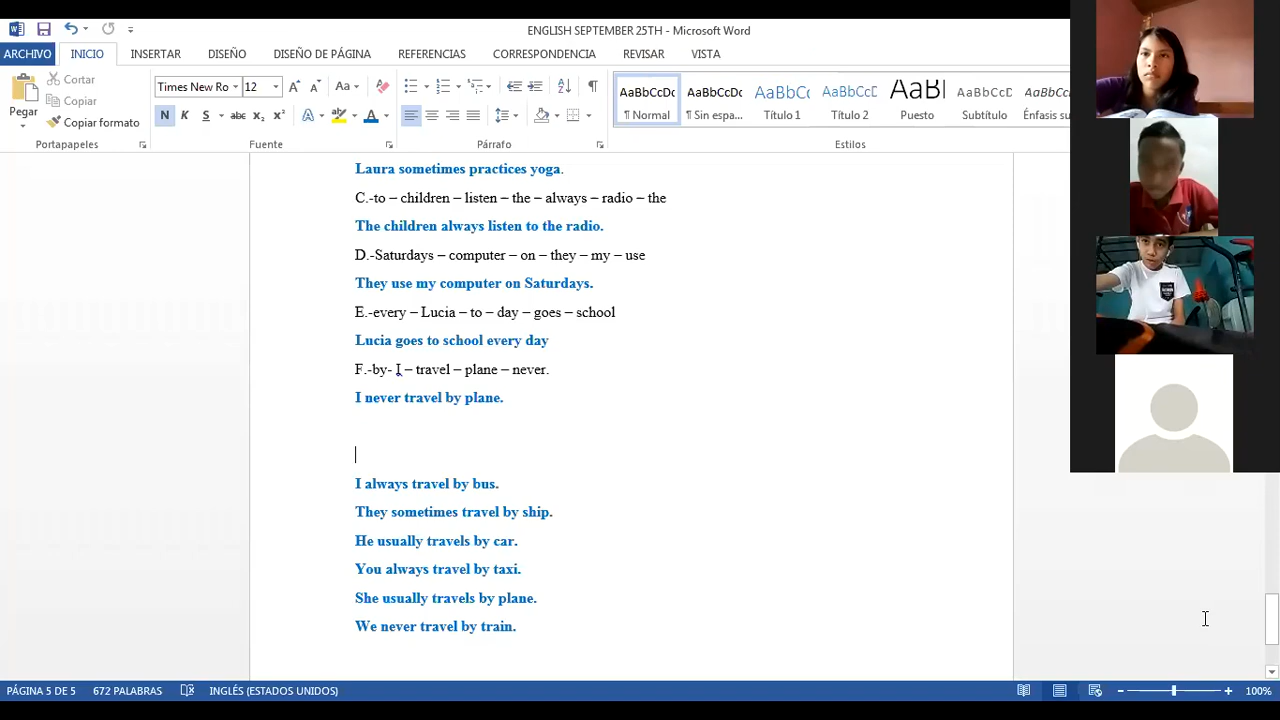 ENGLISH SEPTEMBER 25TH - Microsoft Word
ARCHIVO INICIO INSERTAR DISEÑO DISEÑO DE PÁGINA REFERENCIAS CORRESPONDENCIA REVISAR VISTA
Pegar
Cortar
Copiar
Copiar formato
Portapapeles
Times New Ro 12
N K S abc x₂ x²
Fuente
Párrafo
AaBbCcDc AaBbCcDc AaBbCc AaBbCcD AaBl AaBbCcD AaBbCcDt
¶ Normal ¶ Sin espa... Título 1 Título 2 Puesto Subtítulo Énfasis su
Estilos
Laura sometimes practices yoga.
C.-to – children – listen – the – always – radio – the
The children always listen to the radio.
D.-Saturdays – computer – on – they – my – use
They use my computer on Saturdays.
E.-every – Lucia – to – day – goes – school
Lucia goes to school every day
F.-by- I – travel – plane – never.
I never travel by plane.
I always travel by bus.
They sometimes travel by ship.
He usually travels by car.
You always travel by taxi.
She usually travels by plane.
We never travel by train.
PÁGINA 5 DE 5 672 PALABRAS INGLÉS (ESTADOS UNIDOS) 100%